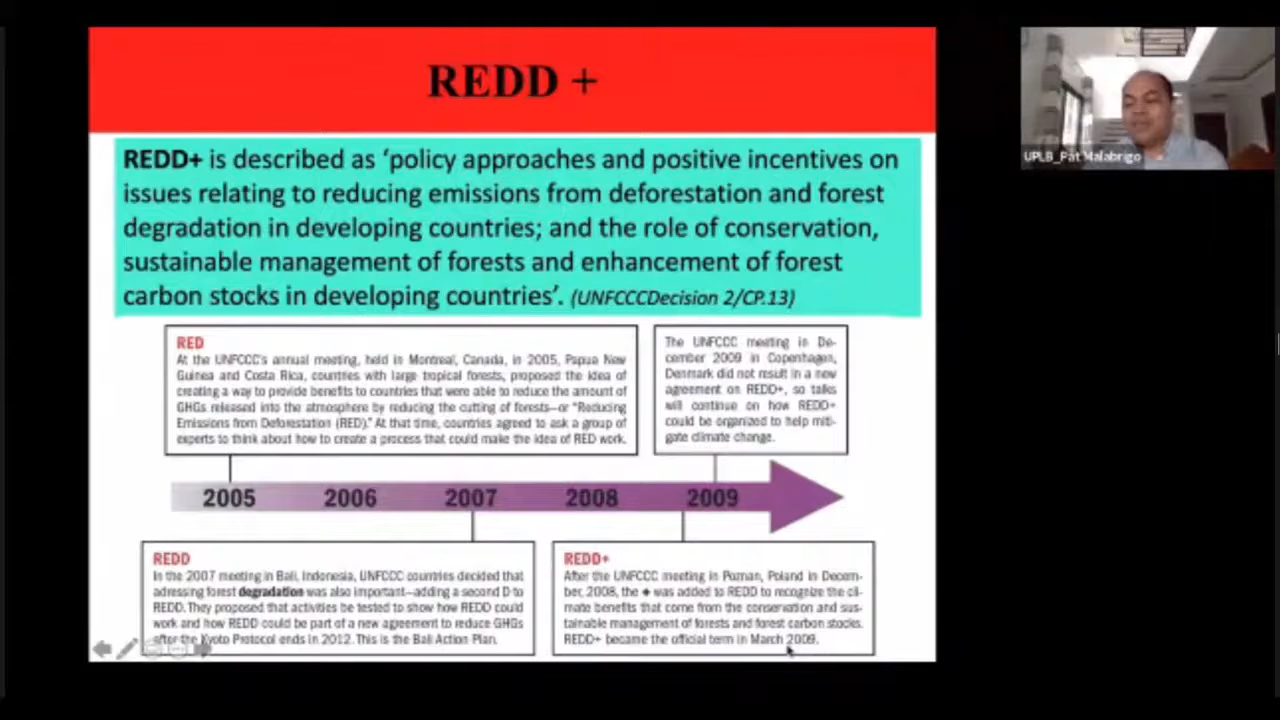 REDD +
REDD+ is described as ‘policy approaches and positive incentives on
issues relating to reducing emissions from deforestation and forest
degradation in developing countries; and the role of conservation,
sustainable management of forests and enhancement of forest
carbon stocks in developing countries’. (UNFCCCDecision 2/CP.13)
RED
At the UNFCCC's annual meeting, held in Montreal, Canada, in 2005, Papua New
Guinea and Costa Rica, countries with large tropical forests, proposed the idea of
creating a way to provide benefits to countries that were able to reduce the amount of
GHGs released into the atmosphere by reducing the cutting of forests—or "Reducing
Emissions from Deforestation (RED)." At that time, countries agreed to ask a group of
experts to think about how to create a process that could make the idea of RED work.
The UNFCCC meeting in De-
cember 2009 in Copenhagen,
Denmark did not result in a new
agreement on REDD+, so talks
will continue on how REDD+
could be organized to help miti-
gate climate change.
2005 2006 2007 2008 2009
REDD
In the 2007 meeting in Bali, Indonesia, UNFCCC countries decided that
adressing forest degradation was also important—adding a second D to
REDD. They proposed that activities be tested to show how REDD could
work and how REDD could be part of a new agreement to reduce GHGs
after the Kyoto Protocol ends in 2012. This is the Bali Action Plan.
REDD+
After the UNFCCC meeting in Poznan, Poland in Decem-
ber, 2008, the + was added to REDD to recognize the cli-
mate benefits that come from the conservation and sus-
tainable management of forests and forest carbon stocks.
REDD+ became the official term in March 2009.
UPLB_Pat Malabrigo